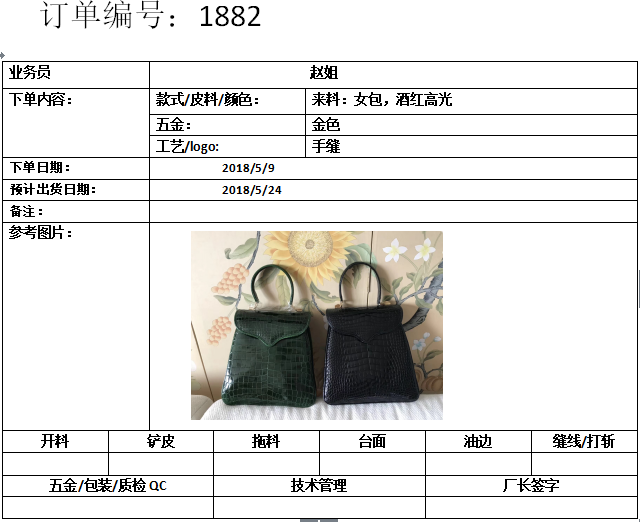 订单编号：1882
业务员 赵姐
下单内容： 款式/皮料/颜色： 来料：女包，酒红高光
五金： 金色
工艺/logo: 手缝
下单日期： 2018/5/9
预计出货日期： 2018/5/24
备注：
参考图片：
开料 铲皮 拖料 台面 油边 缝线/打斩
五金/包装/质检 QC 技术管理 厂长签字